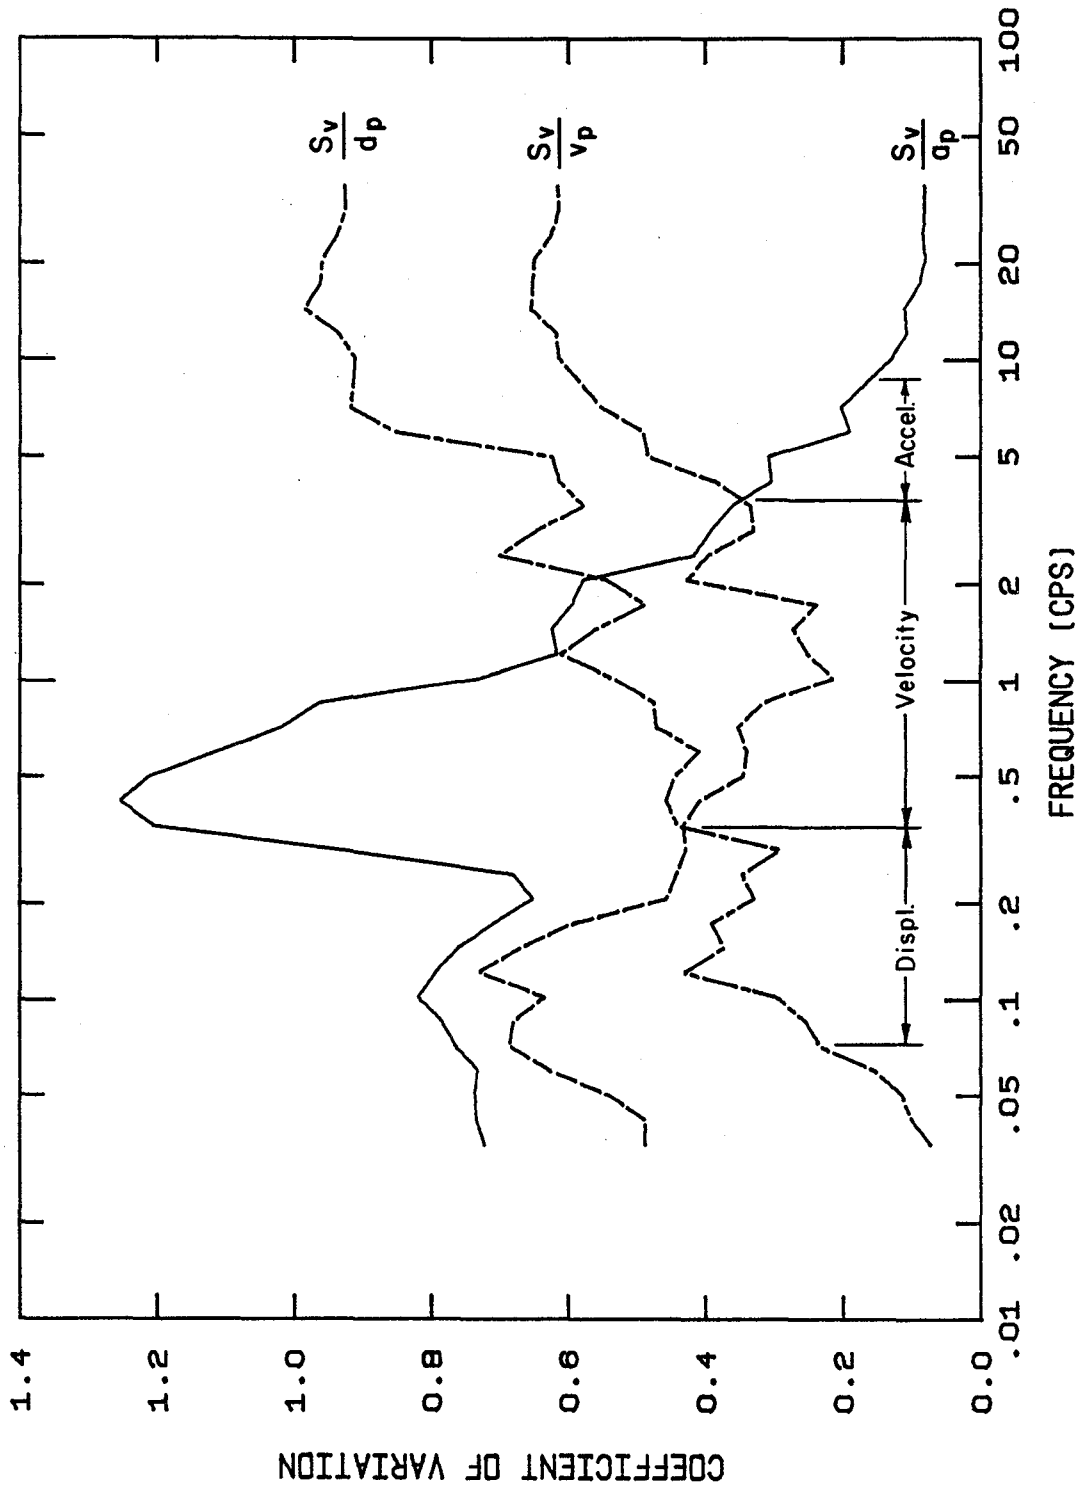 COEFFICIENT OF VARIATION
1.4
1.2
1.0
0.8
0.6
0.4
0.2
0.0
Sv
dp
Sv
vp
Sv
ap
Displ.
Velocity
Accel.
.01
.02
.05
.1
.2
.5
1
2
5
10
20
50
100
FREQUENCY (CPS)